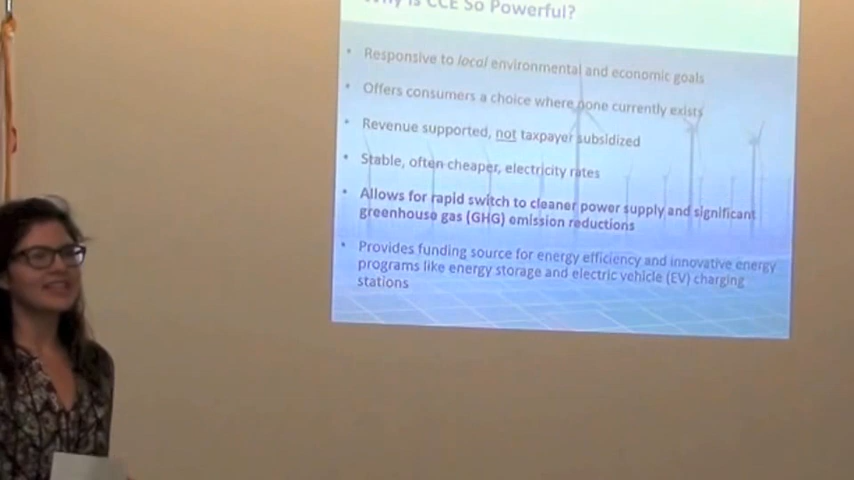 Why is CCE So Powerful?
• Responsive to local environmental and economic goals
• Offers consumers a choice where none currently exists
• Revenue supported, not taxpayer subsidized
• Stable, often cheaper, electricity rates
• Allows for rapid switch to cleaner power supply and significant
greenhouse gas (GHG) emission reductions
• Provides funding source for energy efficiency and innovative energy
programs like energy storage and electric vehicle (EV) charging
stations